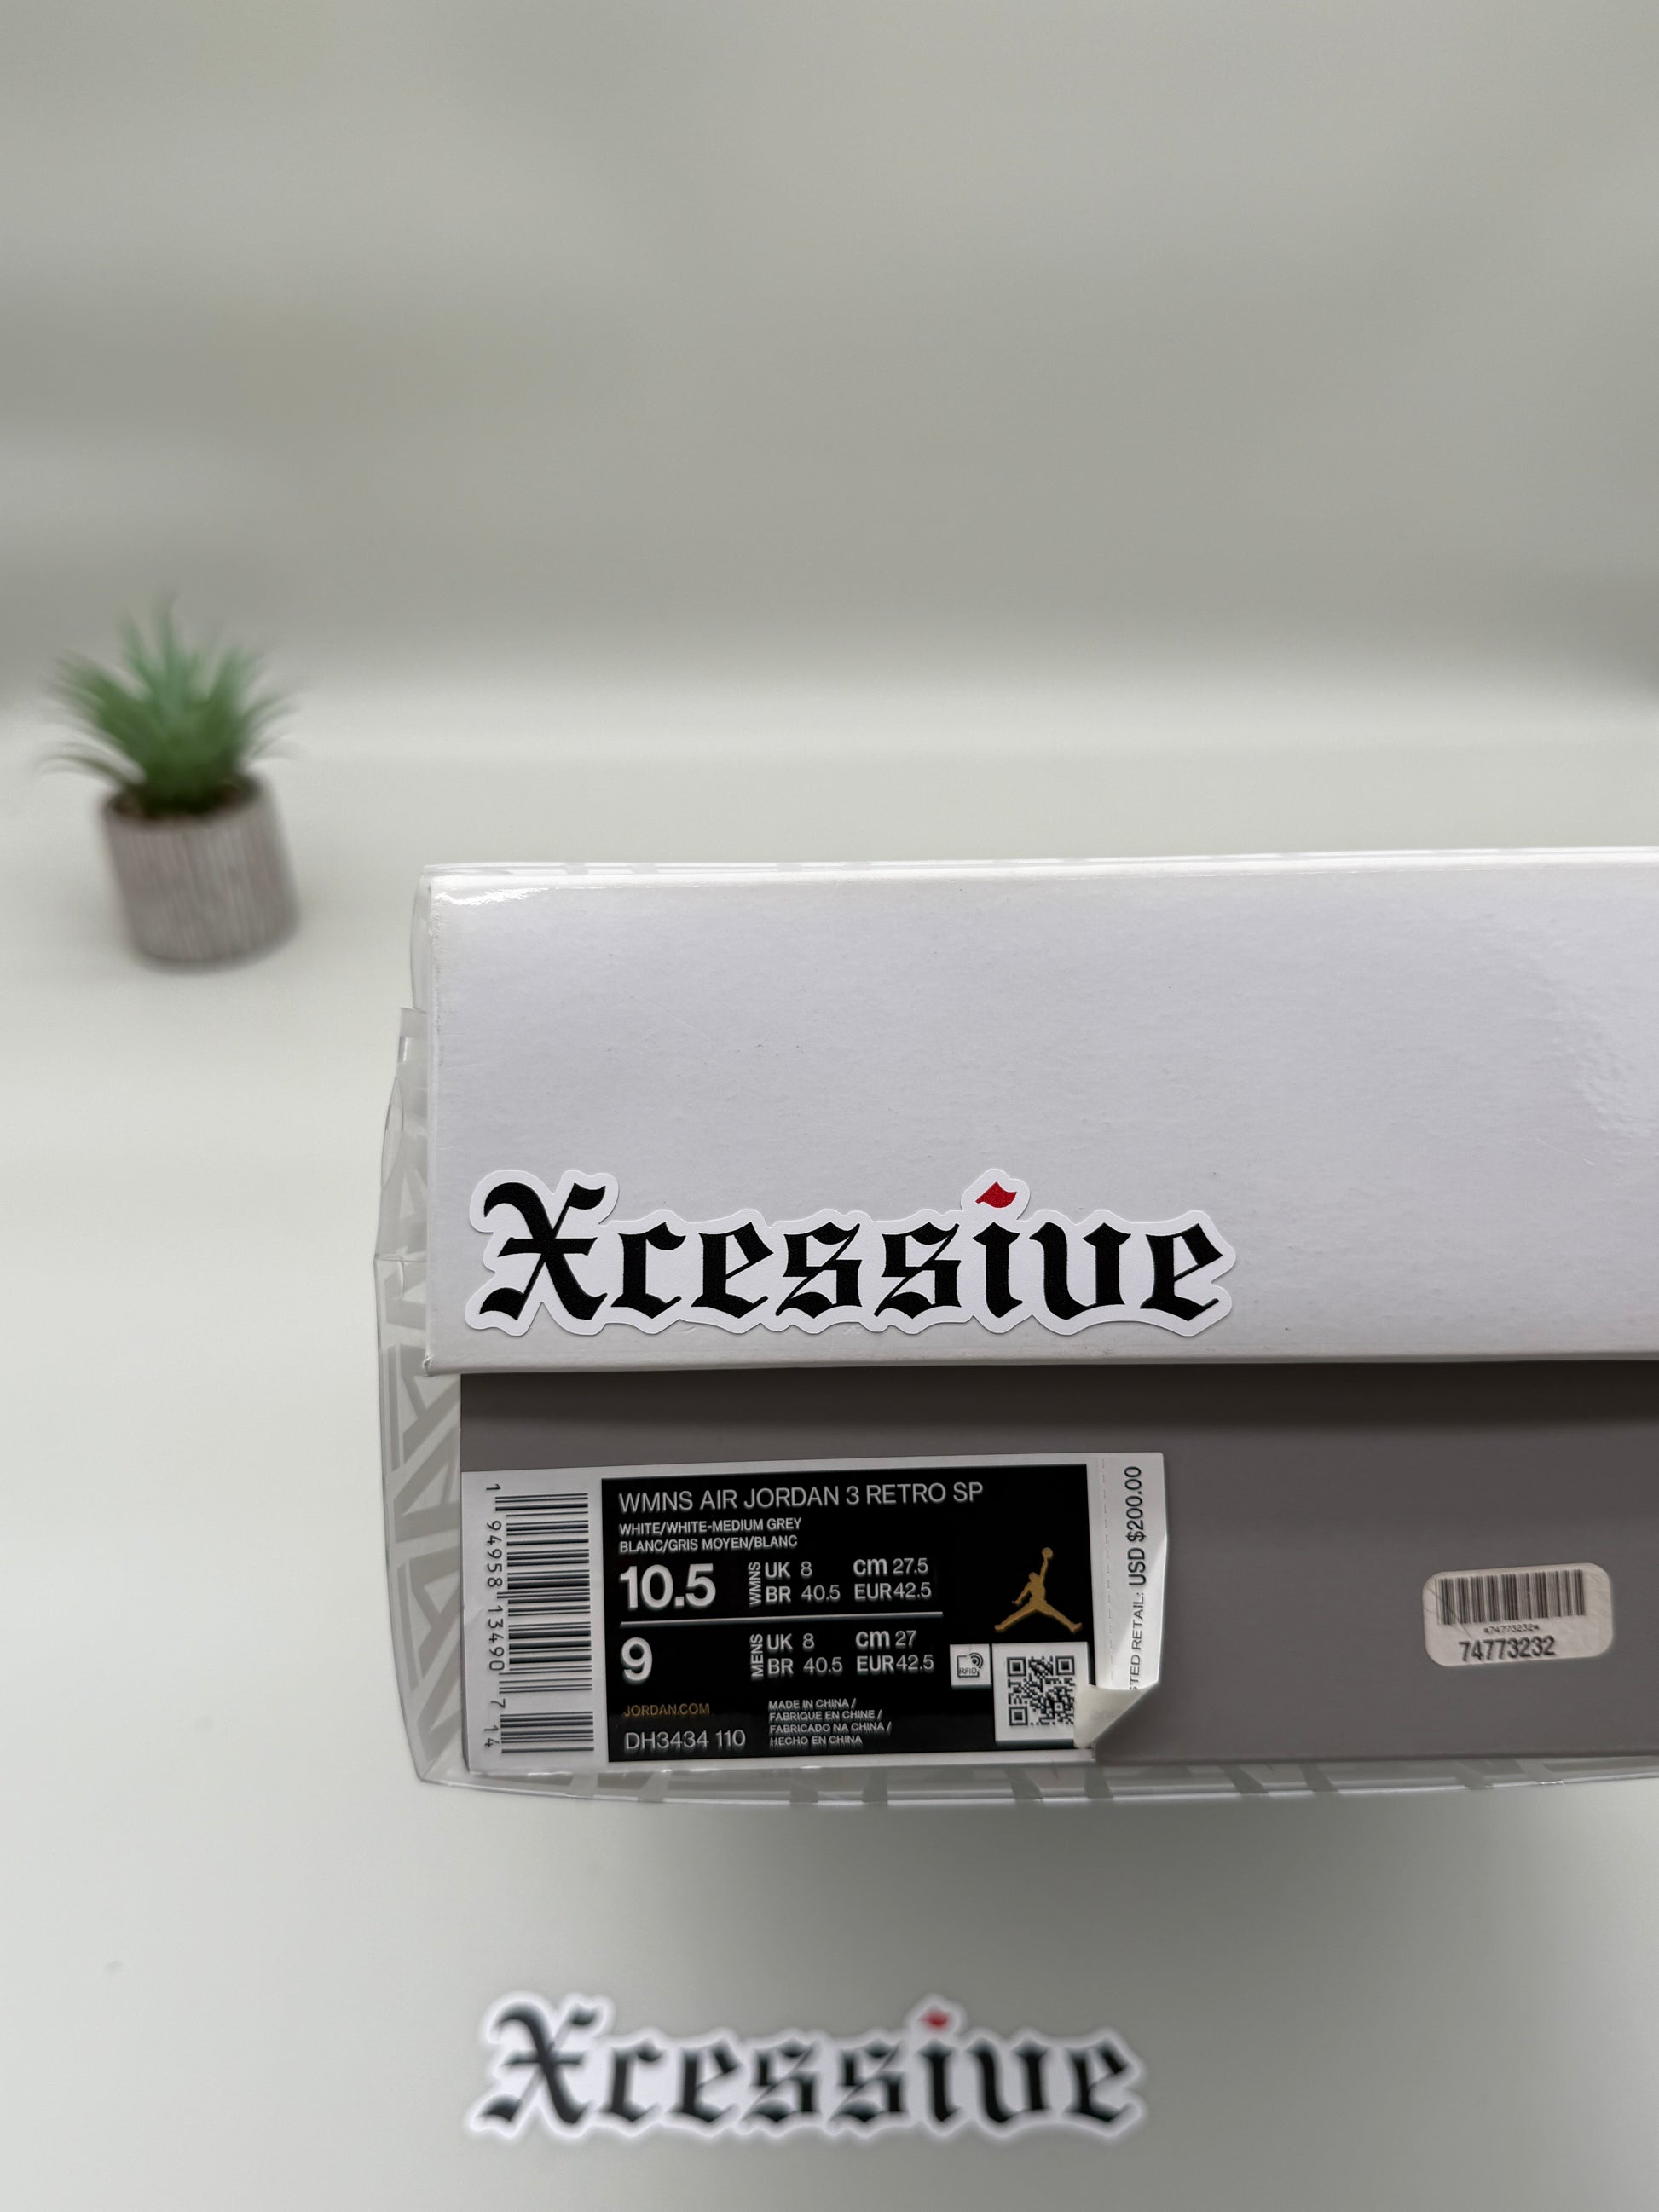 Xcessive
1 94958 13490 7 14
WMNS AIR JORDAN 3 RETRO SP
WHITE/WHITE-MEDIUM GREY
BLANC/GRIS MOYEN/BLANC
10.5 WMNS UK 8 cm 27.5
BR 40.5 EUR 42.5
9 MENS UK 8 cm 27
BR 40.5 EUR 42.5
RFID
JORDAN.COM
DH3434 110
MADE IN CHINA /
FABRIQUE EN CHINE /
FABRICADO NA CHINA /
HECHO EN CHINA
RETAIL: USD $200.00
*74773232*
74773232
Xcessive